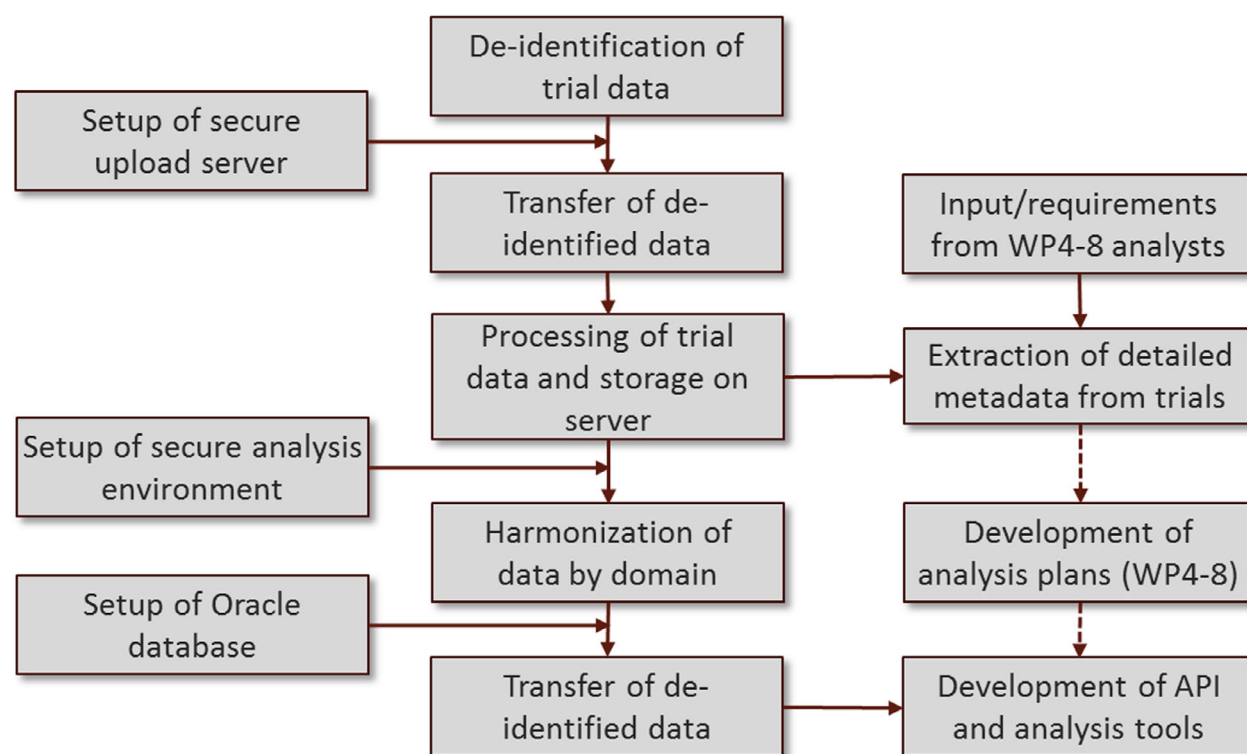 De-identification of
trial data
Setup of secure
upload server
Transfer of de-
identified data
Input/requirements
from WP4-8 analysts
Processing of trial
data and storage on
server
Extraction of detailed
metadata from trials
Setup of secure analysis
environment
Harmonization of
data by domain
Development of
analysis plans (WP4-8)
Setup of Oracle
database
Transfer of de-
identified data
Development of API
and analysis tools